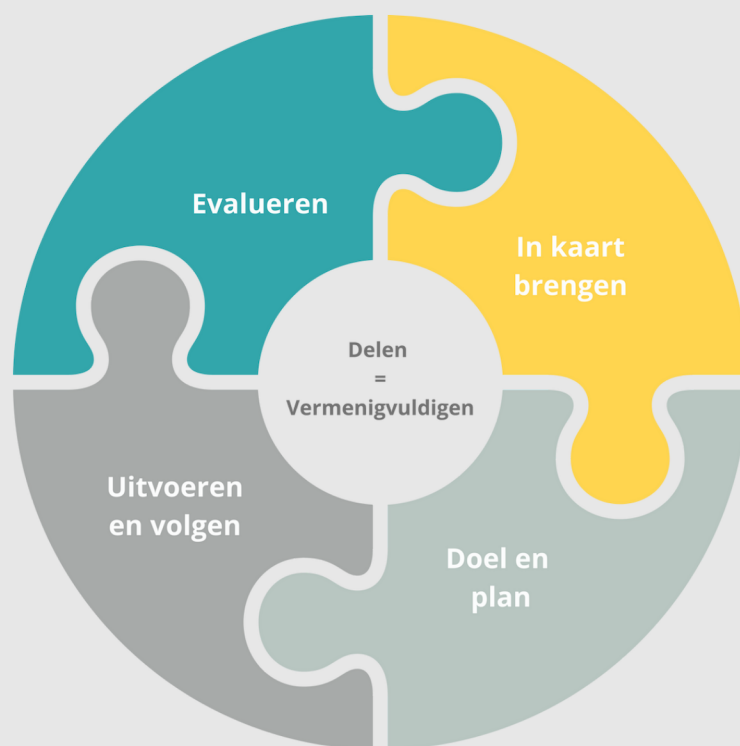 Evalueren
In kaart
brengen
Delen
=
Vermenigvuldigen
Uitvoeren
en volgen
Doel en
plan